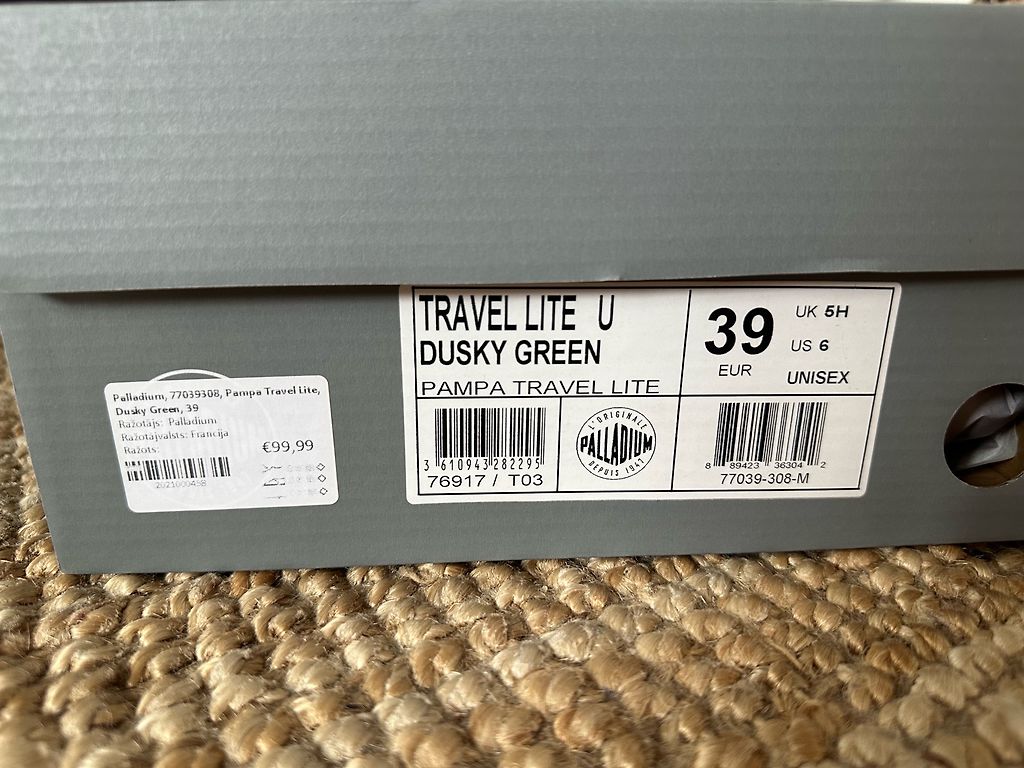 TRAVEL LITE U
DUSKY GREEN
PAMPA TRAVEL LITE
39
EUR
UK 5H
US 6
UNISEX
3 610943 282295
76917 / T03
L'ORIGINALE
PALLADIUM
DEPUIS 1947
8 89423 36304 2
77039-308-M
Palladium, 77039308, Pampa Travel Lite,
Dusky Green, 39
Ražotājs: Palladium
Ražotājvalsts: Francija
Ražots:
€99,99
2021000458